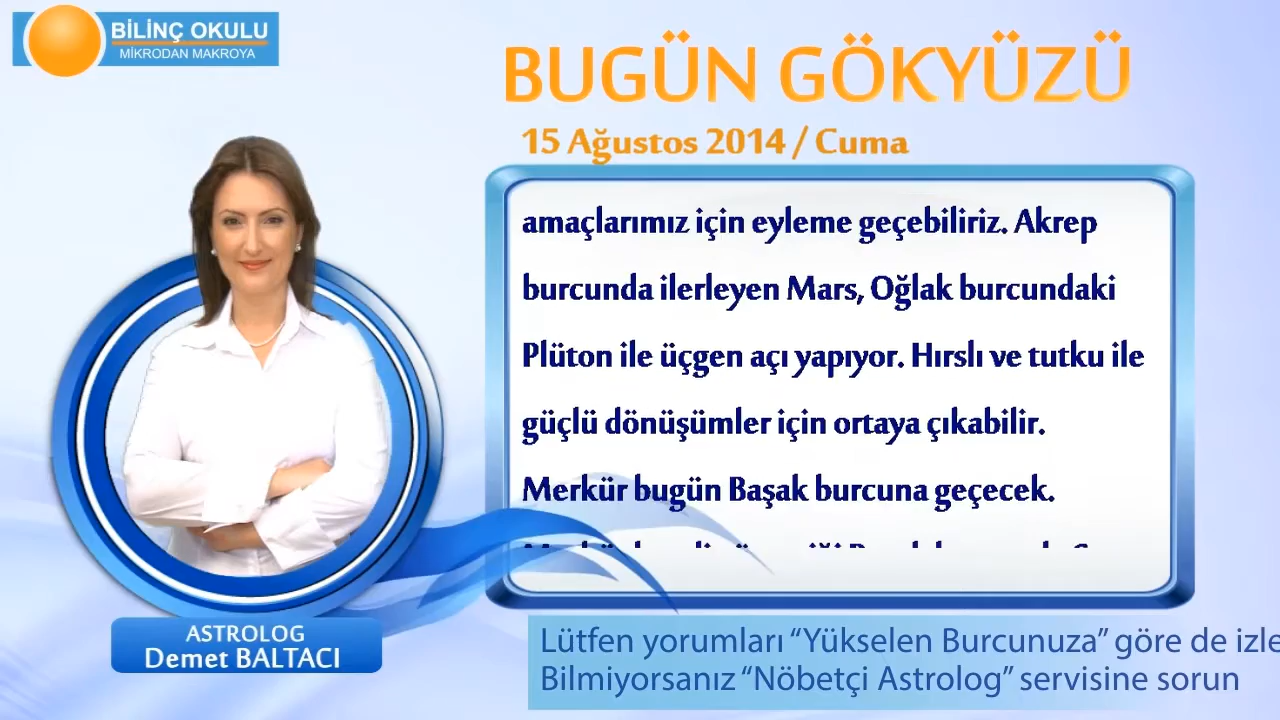 BİLİNÇ OKULU
MİKRODAN MAKROYA
BUGÜN GÖKYÜZÜ
15 Ağustos 2014 / Cuma
amaçlarımız için eyleme geçebiliriz. Akrep
burcunda ilerleyen Mars, Oğlak burcundaki
Plüton ile üçgen açı yapıyor. Hırslı ve tutku ile
güçlü dönüşümler için ortaya çıkabilir.
Merkür bugün Başak burcuna geçecek.
ASTROLOG
Demet BALTACI
Lütfen yorumları “Yükselen Burcunuza” göre de izle
Bilmiyorsanız “Nöbetçi Astrolog” servisine sorun